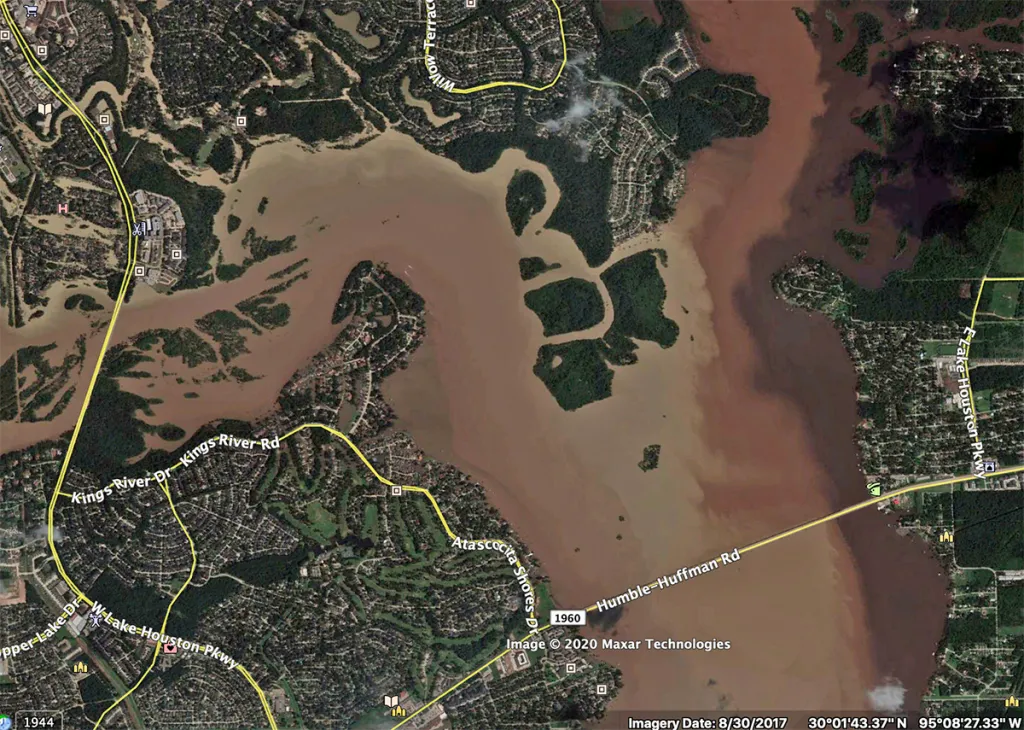 Willow Terrace
Kings River Dr
Kings River Rd
E Lake Houston Pkwy
Atascocita Shores Dr
Humble-Huffman Rd
1960
Upper Lake Dr
W Lake Houston Pkwy
Image © 2020 Maxar Technologies
1944
Imagery Date: 8/30/2017 30°01'43.37" N 95°08'27.33" W